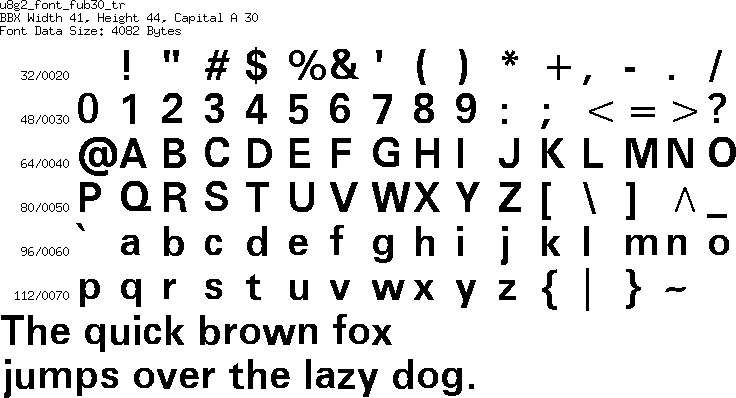 u8g2_font_fub30_tr
BBX Width 41, Height 44, Capital A 30
Font Data Size: 4082 Bytes
32/0020 ! " # $ % & ' ( ) * + , - . /
48/0030 0 1 2 3 4 5 6 7 8 9 : ; < = > ?
64/0040 @ A B C D E F G H I J K L M N O
80/0050 P Q R S T U V W X Y Z [ \ ] ^ _
96/0060 ` a b c d e f g h i j k l m n o
112/0070 p q r s t u v w x y z { | } ~
The quick brown fox
jumps over the lazy dog.